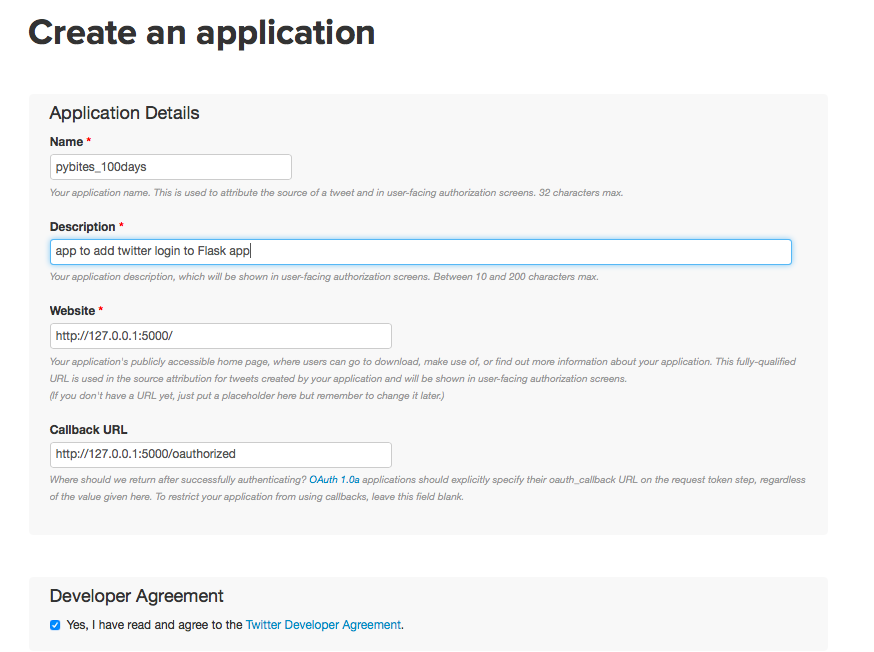 Create an application
Application Details
Name *
pybites_100days
Your application name. This is used to attribute the source of a tweet and in user-facing authorization screens. 32 characters max.
Description *
app to add twitter login to Flask app
Your application description, which will be shown in user-facing authorization screens. Between 10 and 200 characters max.
Website *
http://127.0.0.1:5000/
Your application's publicly accessible home page, where users can go to download, make use of, or find out more information about your application. This fully-qualified
URL is used in the source attribution for tweets created by your application and will be shown in user-facing authorization screens.
(If you don't have a URL yet, just put a placeholder here but remember to change it later.)
Callback URL
http://127.0.0.1:5000/oauthorized
Where should we return after successfully authenticating? OAuth 1.0a applications should explicitly specify their oauth_callback URL on the request token step, regardless
of the value given here. To restrict your application from using callbacks, leave this field blank.
Developer Agreement
Yes, I have read and agree to the Twitter Developer Agreement.